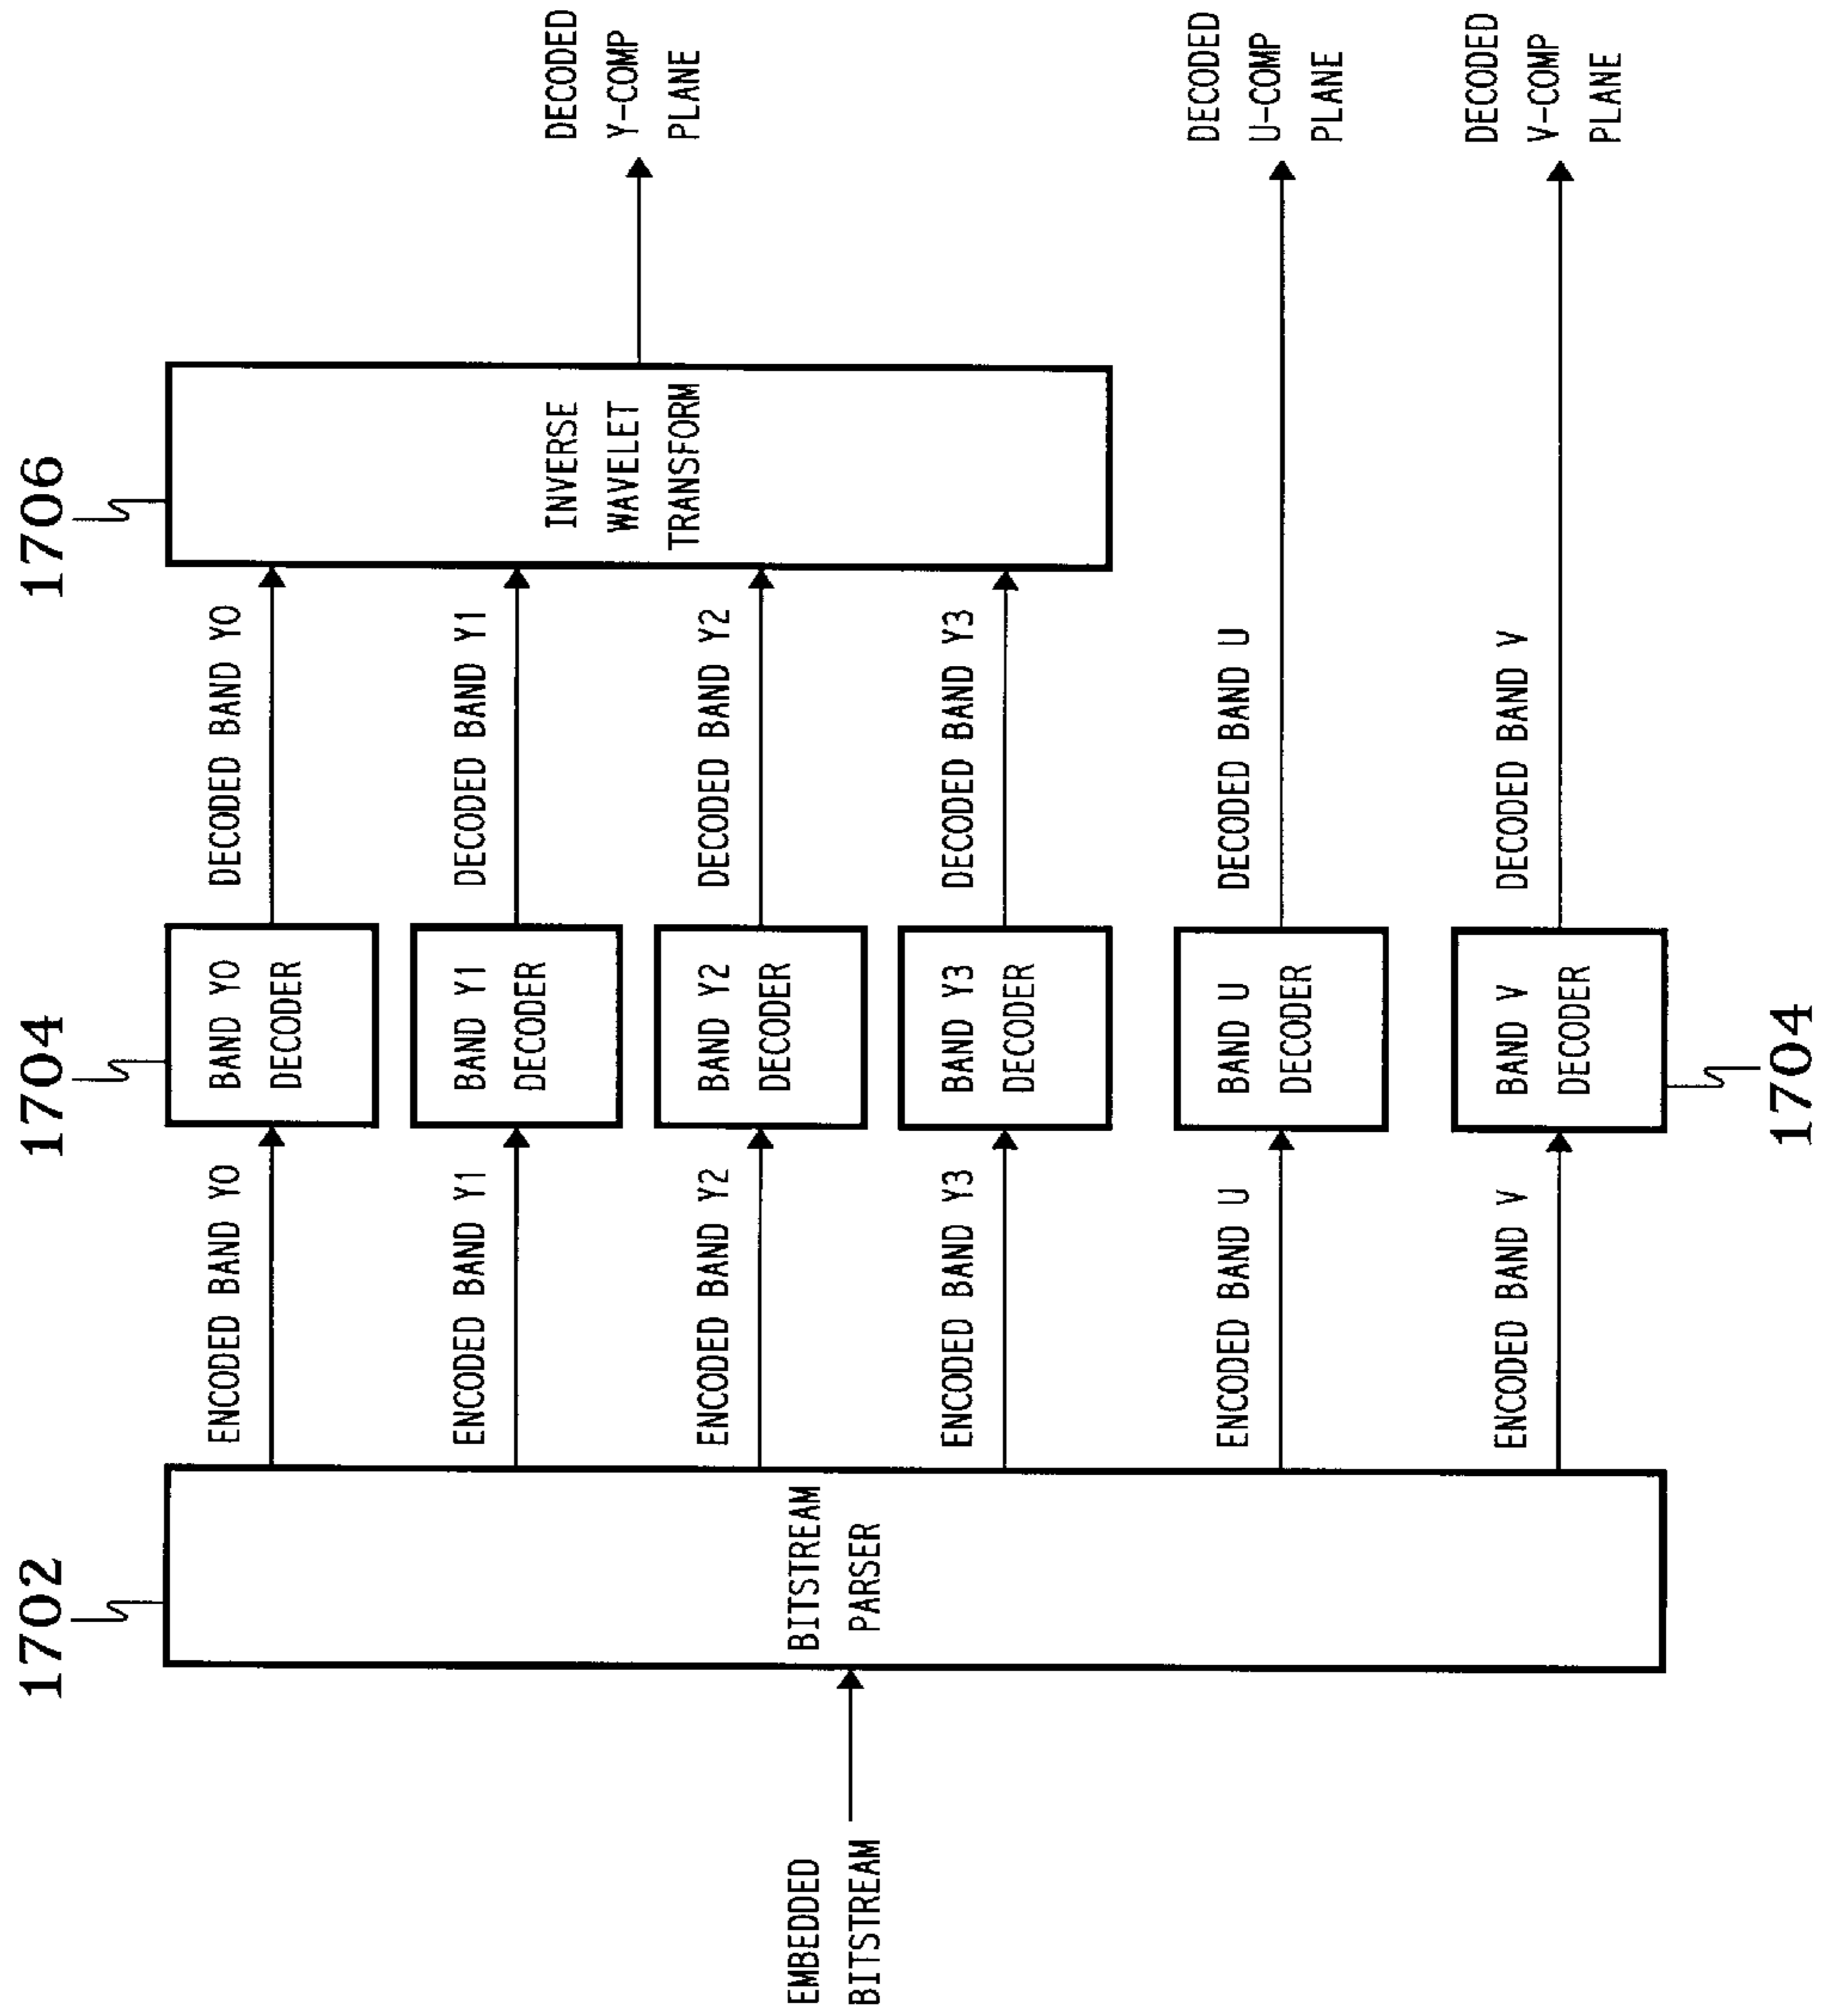 1702
1704
1706
EMBEDDED
BITSTREAM
BITSTREAM
PARSER
ENCODED BAND Y0
BAND Y0
DECODER
DECODED BAND Y0
ENCODED BAND Y1
BAND Y1
DECODER
DECODED BAND Y1
ENCODED BAND Y2
BAND Y2
DECODER
DECODED BAND Y2
ENCODED BAND Y3
BAND Y3
DECODER
DECODED BAND Y3
INVERSE
WAVELET
TRANSFORM
DECODED
Y-COMP
PLANE
ENCODED BAND U
BAND U
DECODER
DECODED BAND U
DECODED
U-COMP
PLANE
ENCODED BAND V
BAND V
DECODER
DECODED BAND V
DECODED
V-COMP
PLANE
1704